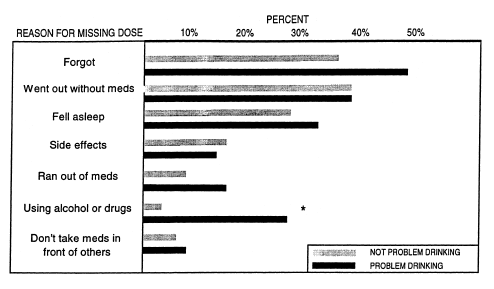 PERCENT
REASON FOR MISSING DOSE 10% 20% 30% 40% 50%
Forgot
Went out without meds
Fell asleep
Side effects
Ran out of meds
Using alcohol or drugs *
Don't take meds in
front of others
NOT PROBLEM DRINKING
PROBLEM DRINKING